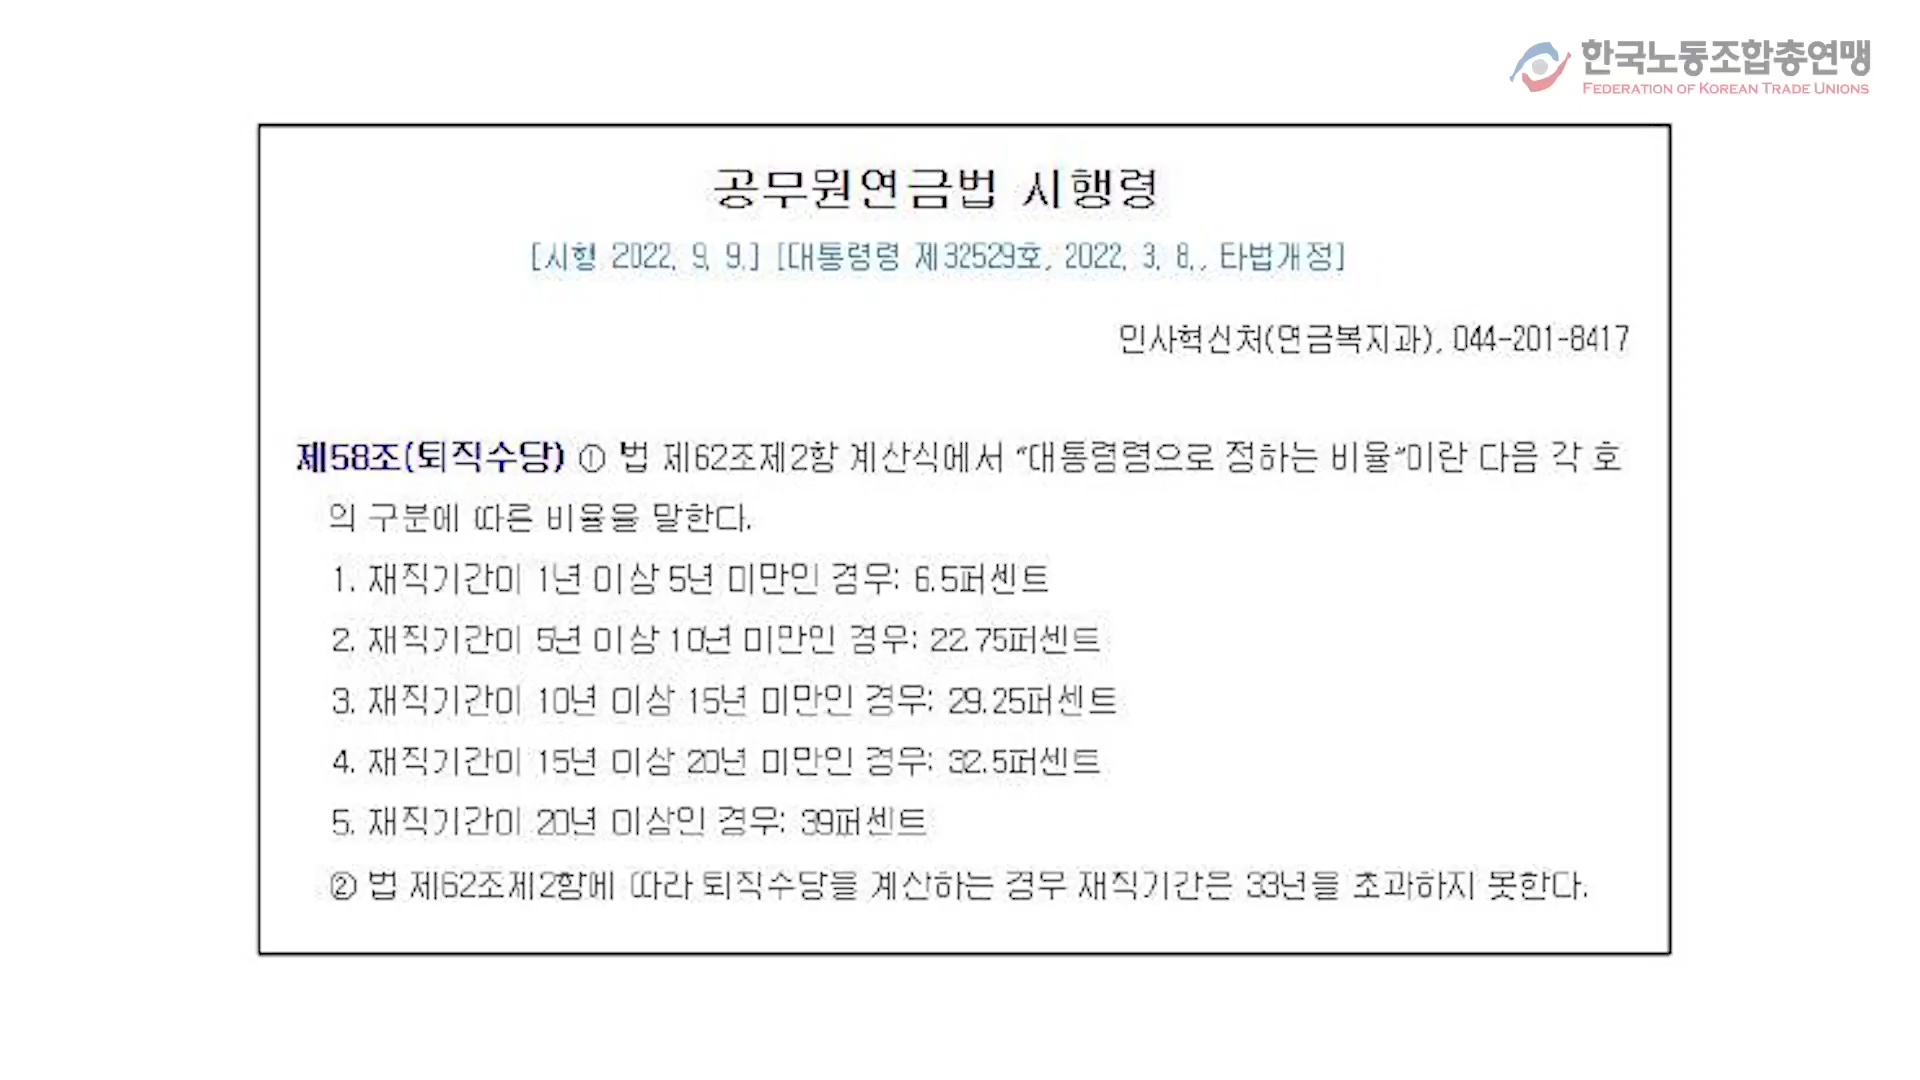 한국노동조합총연맹
FEDERATION OF KOREAN TRADE UNIONS
공무원연금법 시행령
[시행 2022. 9. 9.] [대통령령 제32529호, 2022. 3. 8., 타법개정]
인사혁신처(연금복지과), 044-201-8417
제58조(퇴직수당) ① 법 제62조제2항 계산식에서 "대통령령으로 정하는 비율"이란 다음 각 호
의 구분에 따른 비율을 말한다.
1. 재직기간이 1년 이상 5년 미만인 경우: 6.5퍼센트
2. 재직기간이 5년 이상 10년 미만인 경우: 22.75퍼센트
3. 재직기간이 10년 이상 15년 미만인 경우: 29.25퍼센트
4. 재직기간이 15년 이상 20년 미만인 경우: 32.5퍼센트
5. 재직기간이 20년 이상인 경우: 39퍼센트
② 법 제62조제2항에 따라 퇴직수당을 계산하는 경우 재직기간은 33년을 초과하지 못한다.